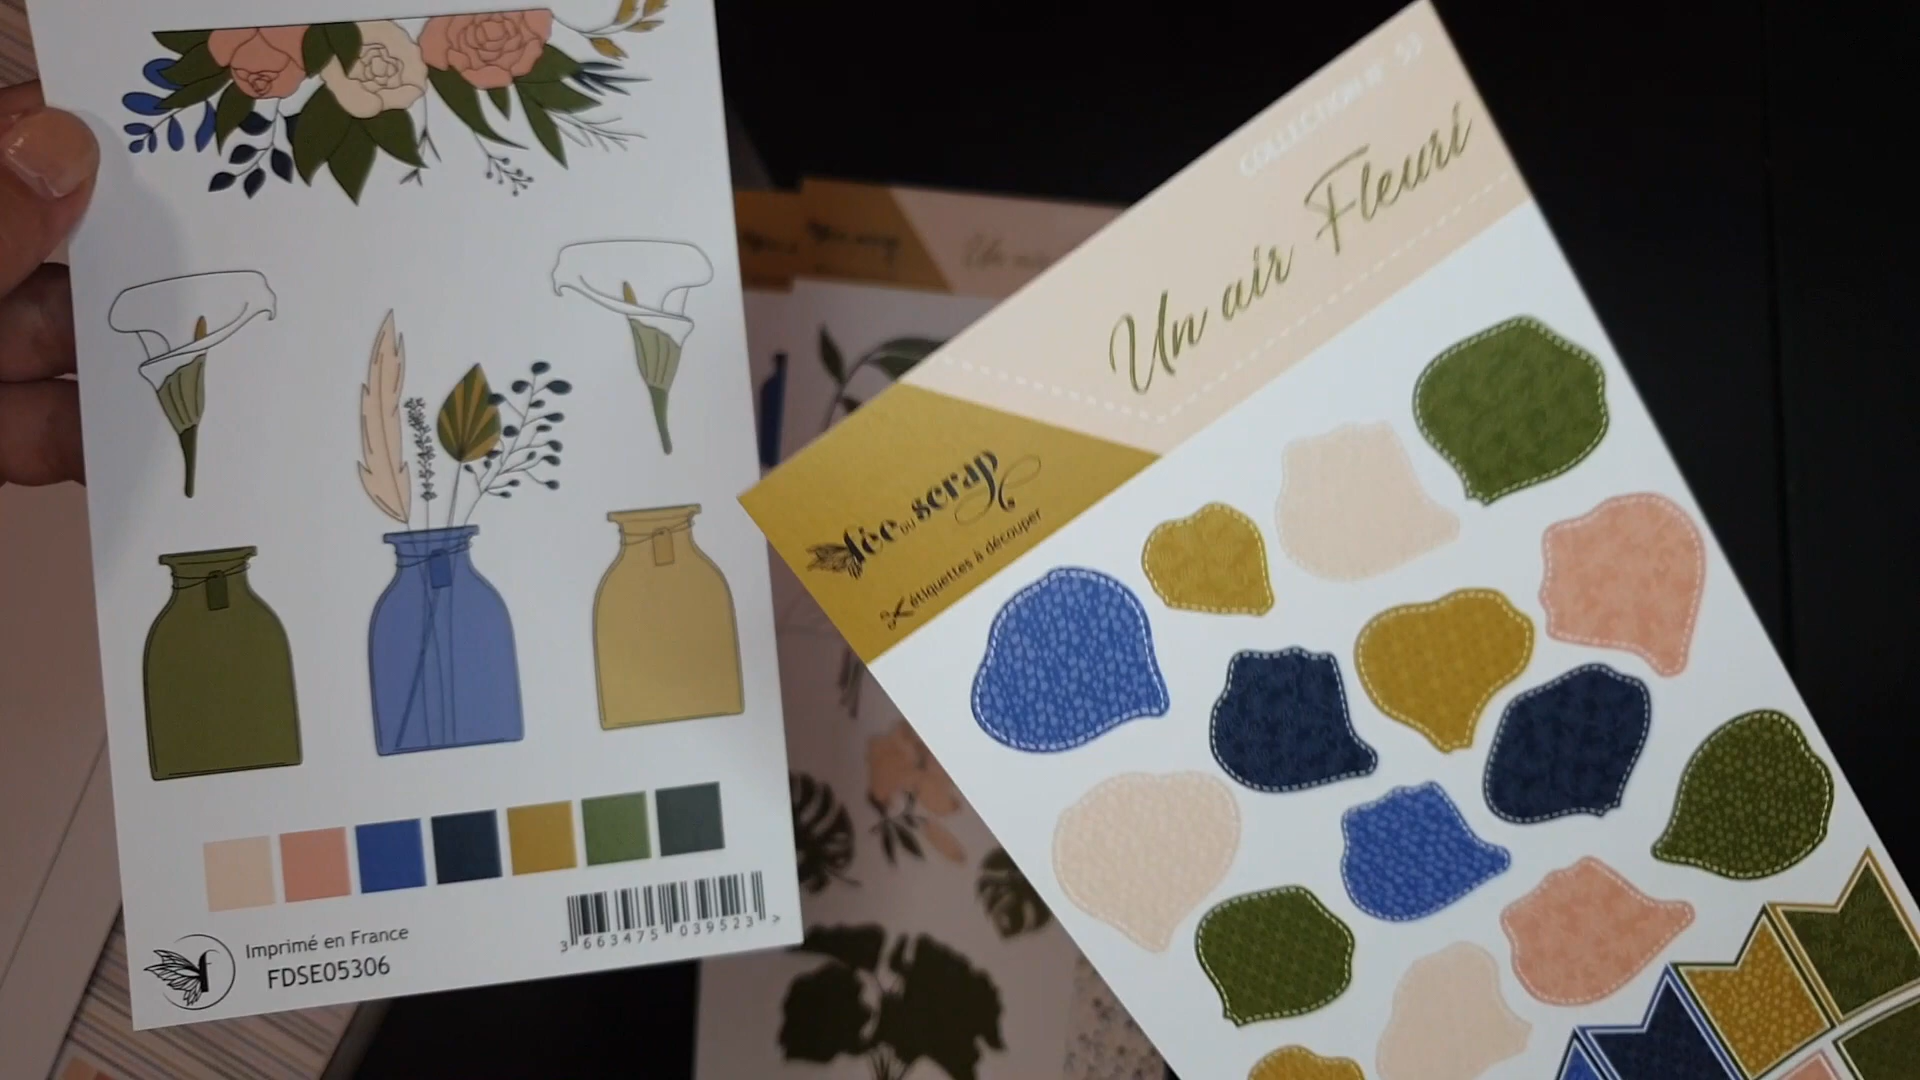 COLLECTION N° 53
Un air Fleuri
Fée DU scrap
étiquettes à découper
Imprimé en France
FDSE05306
3 663475 039523 >